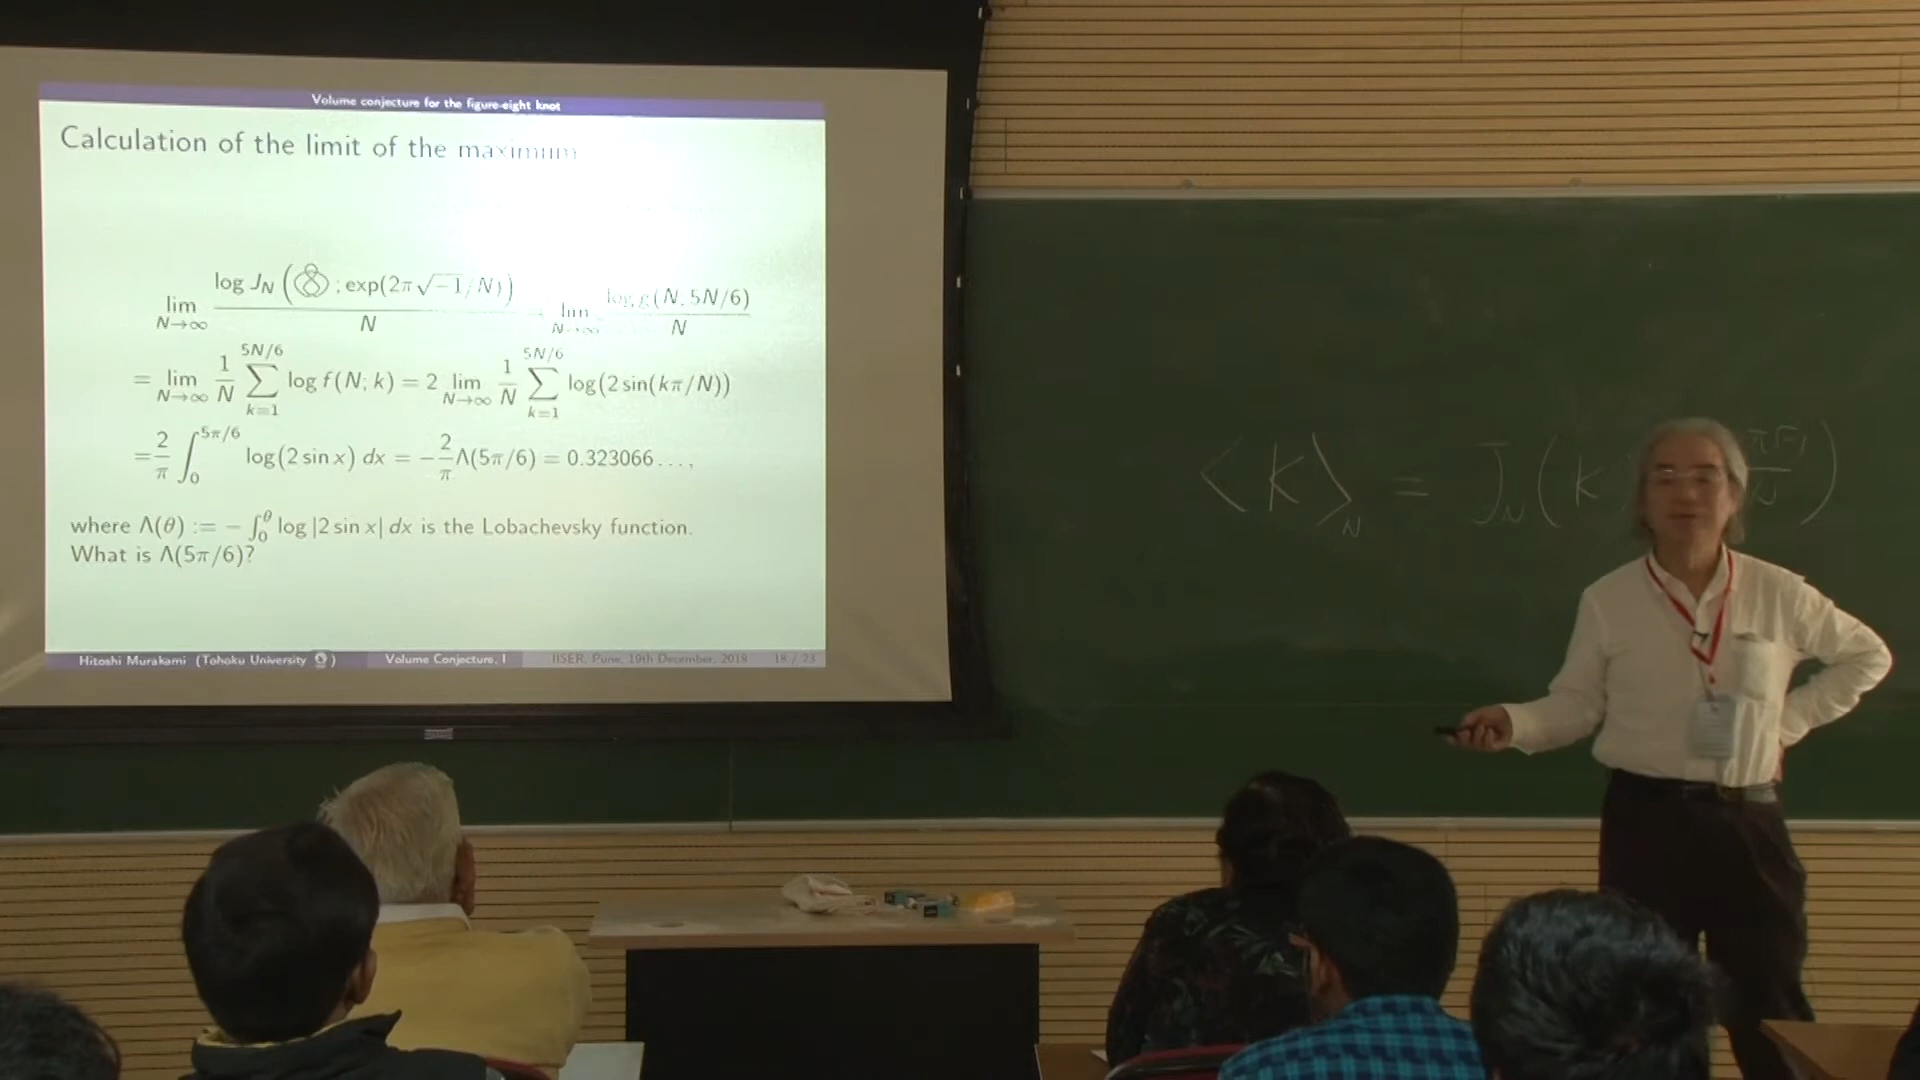 Volume conjecture for the figure-eight knot
Calculation of the limit of the maximum
lim_{N→∞} log J_N ( ; exp(2π√−1/N)) / N lim_{N→∞} log g(N, 5N/6) / N
= lim_{N→∞} 1/N ∑_{k=1}^{5N/6} log f(N; k) = 2 lim_{N→∞} 1/N ∑_{k=1}^{5N/6} log(2 sin(kπ/N))
= 2/π ∫_0^{5π/6} log(2 sin x) dx = −2/π Λ(5π/6) = 0.323066...,
where Λ(θ) := − ∫_0^θ log |2 sin x| dx is the Lobachevsky function.
What is Λ(5π/6)?
Hitoshi Murakami (Tohoku University ) Volume Conjecture, I IISER, Pune, 19th December, 2018 18 / 23
<K>_N = J_N(K π√-1 / N)